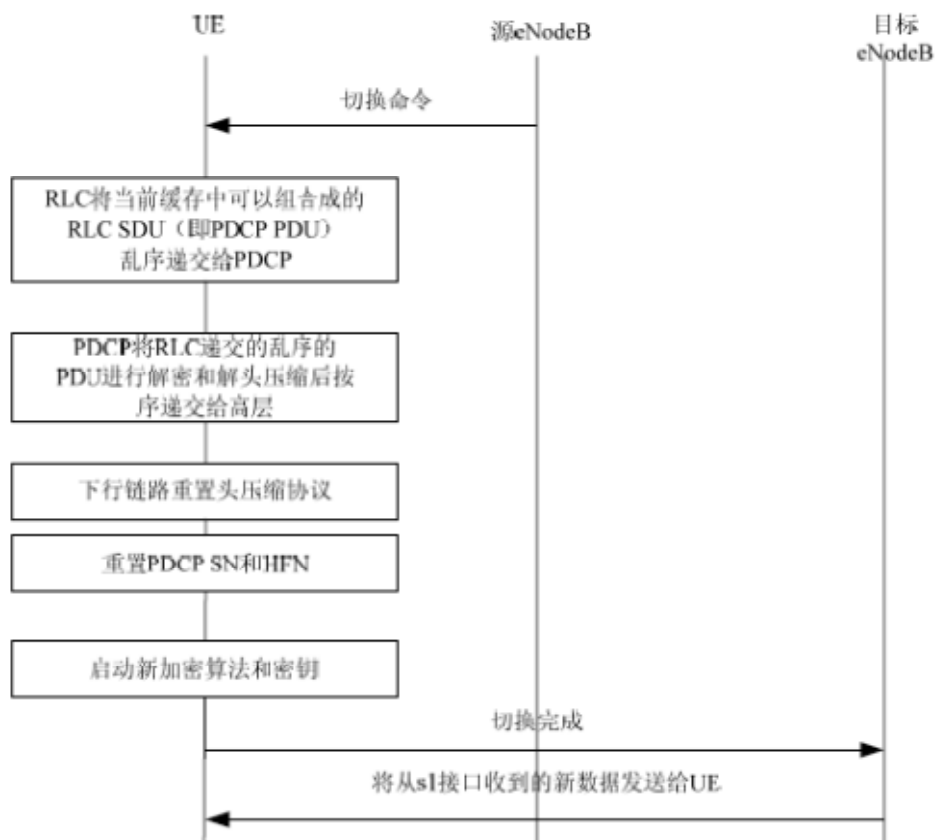 UE
源eNodeB
目标
eNodeB
切换命令
RLC将当前缓存中可以组合成的
RLC SDU（即PDCP PDU）
乱序递交给PDCP
PDCP将RLC递交的乱序的
PDU进行解密和解头压缩后按
序递交给高层
下行链路重置头压缩协议
重置PDCP SN和HFN
启动新加密算法和密钥
切换完成
将从s1接口收到的新数据发送给UE